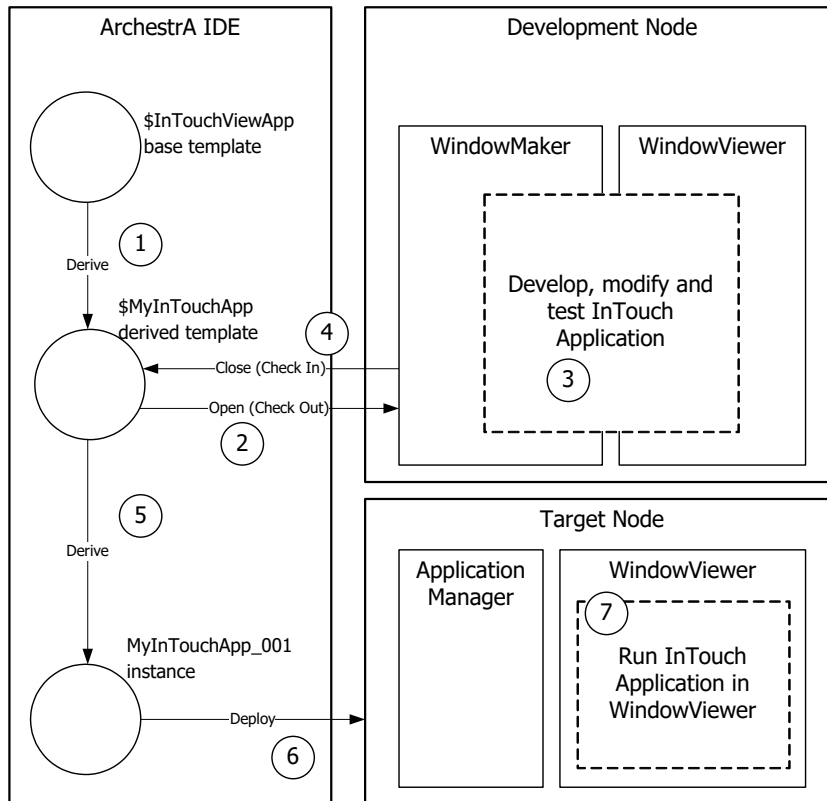 ArchestrA IDE
$InTouchViewApp
base template
1
Derive
$MyInTouchApp
derived template
4
Close (Check In)
Open (Check Out)
2
5
Derive
MyInTouchApp_001
instance
Deploy
6
Development Node
WindowMaker
WindowViewer
Develop, modify and
test InTouch
Application
3
Target Node
Application
Manager
WindowViewer
7
Run InTouch
Application in
WindowViewer